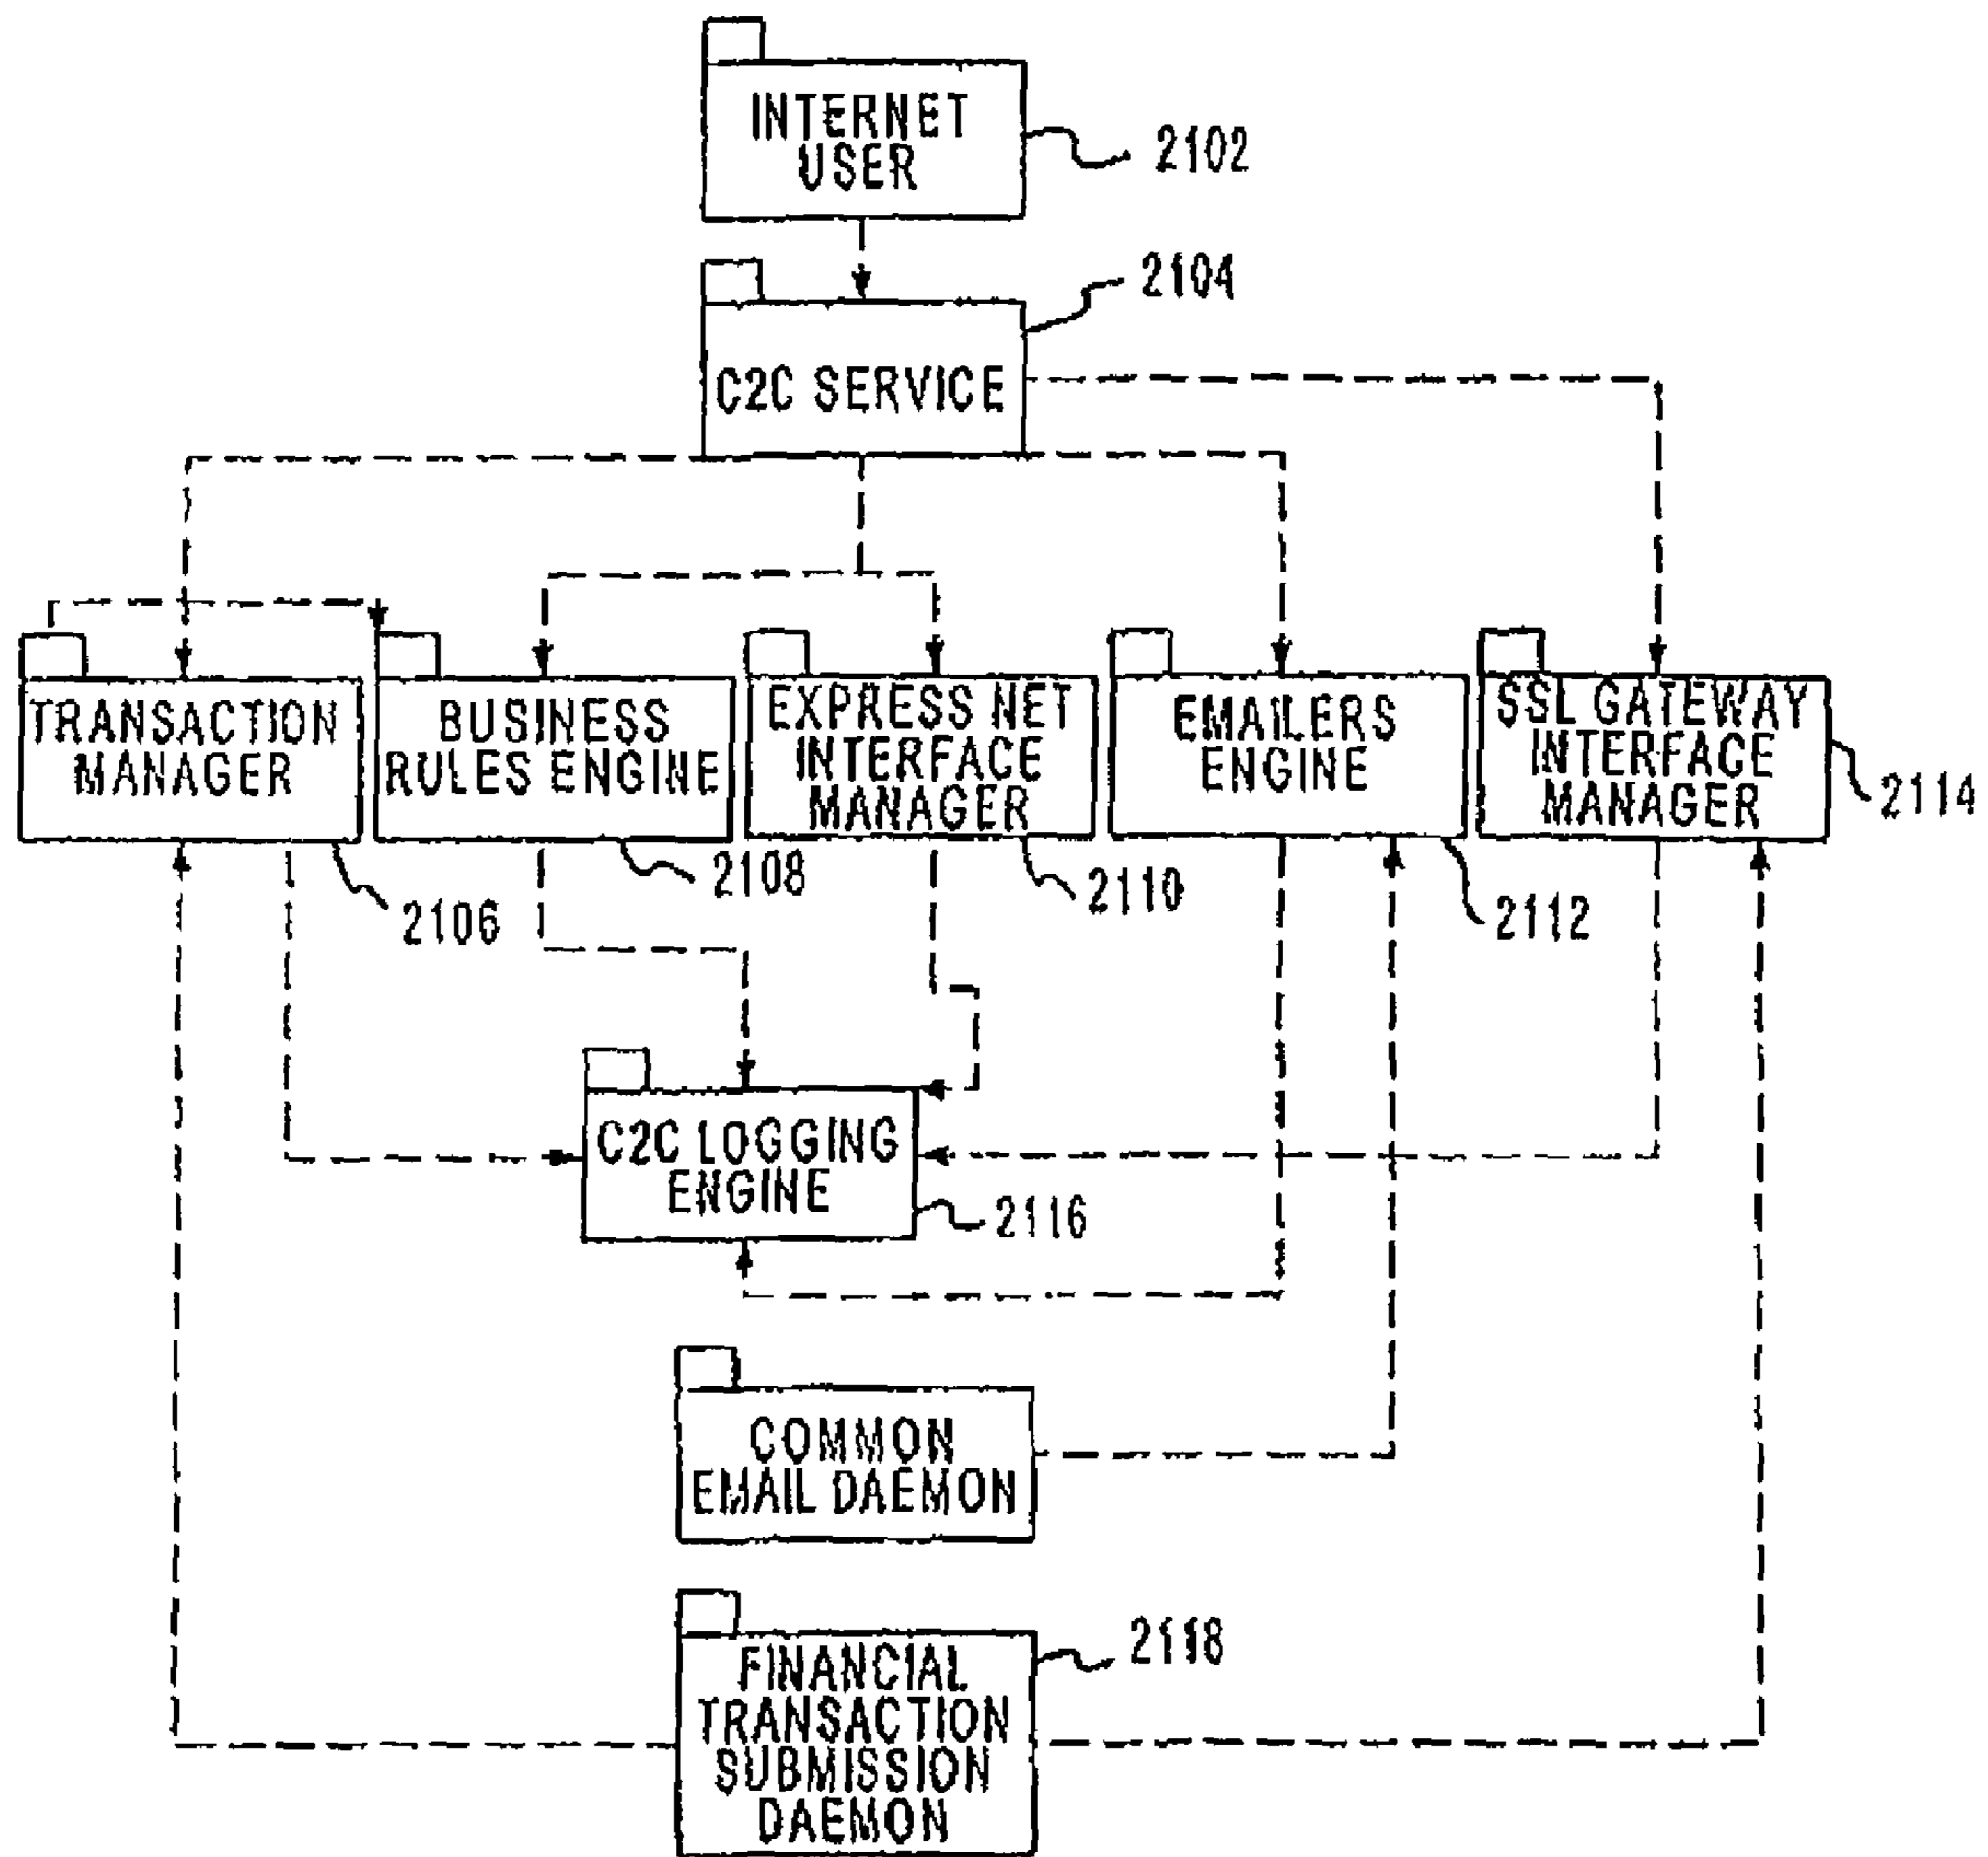 INTERNET
USER
2102
2104
C2C SERVICE
TRANSACTION
MANAGER
2106
BUSINESS
RULES ENGINE
2108
EXPRESS NET
INTERFACE
MANAGER
2110
EMAILERS
ENGINE
2112
SSL GATEWAY
INTERFACE
MANAGER
2114
C2C LOGGING
ENGINE
2116
COMMON
EMAIL DAEMON
2118
FINANCIAL
TRANSACTION
SUBMISSION
DAEMON